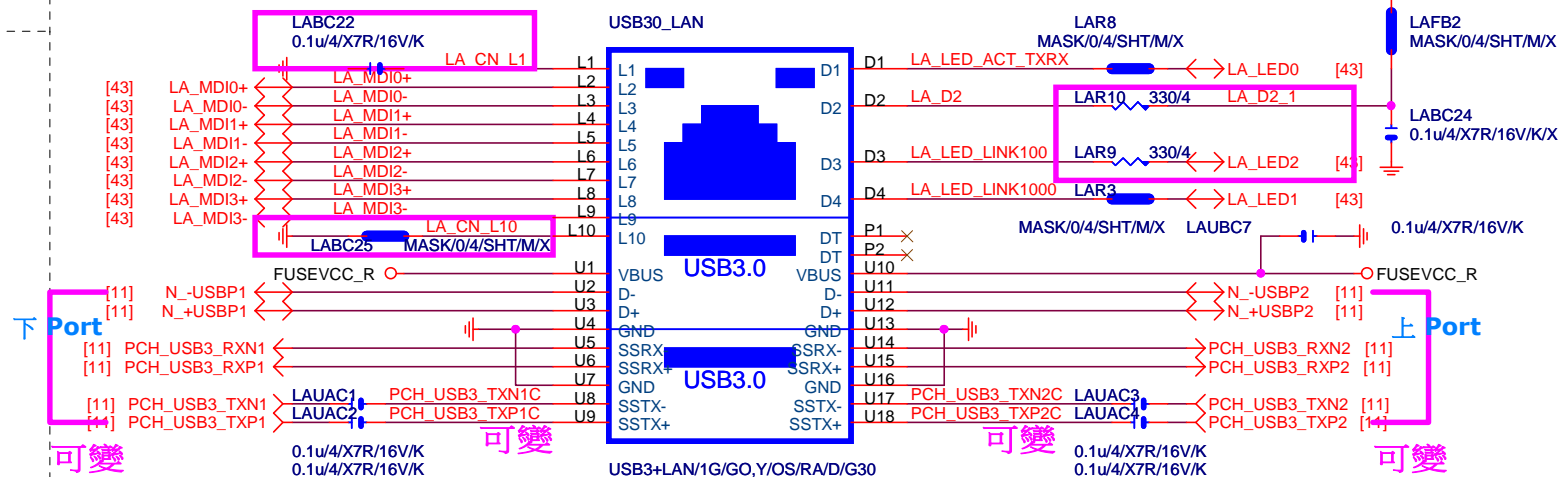 LABC22
0.1u/4/X7R/16V/K
USB30_LAN
LAR8
MASK/0/4/SHT/M/X
LAFB2
MASK/0/4/SHT/M/X
LA_CN_L1 L1 L1 D1 D1 LA_LED_ACT_TXRX LA_LED0 [43]
[43] LA_MDI0+ LA_MDI0+ L2 L2
[43] LA_MDI0- LA_MDI0- L3 L3 D2 D2 LA_D2 LAR10 330/4 LA_D2_1
[43] LA_MDI1+ LA_MDI1+ L4 L4
LABC24
0.1u/4/X7R/16V/K/X
[43] LA_MDI1- LA_MDI1- L5 L5
[43] LA_MDI2+ LA_MDI2+ L6 L6 D3 D3 LA_LED_LINK100 LAR9 330/4 LA_LED2 [43]
[43] LA_MDI2- LA_MDI2- L7 L7
[43] LA_MDI3+ LA_MDI3+ L8 L8 D4 D4 LA_LED_LINK1000 LAR3 LA_LED1 [43]
[43] LA_MDI3- LA_MDI3- L9 L9
MASK/0/4/SHT/M/X LAUBC7 0.1u/4/X7R/16V/K
LA_CN_L10 L10 L10 DT P1
LABC25 MASK/0/4/SHT/M/X DT P2
FUSEVCC_R U1 VBUS USB3.0 VBUS U10 FUSEVCC_R
[11] N_-USBP1 U2 D- D- U11 N_-USBP2 [11]
[11] N_+USBP1 U3 D+ D+ U12 N_+USBP2 [11]
下 Port
上 Port
U4 GND GND U13
[11] PCH_USB3_RXN1 U5 SSRX- SSRX- U14 PCH_USB3_RXN2 [11]
[11] PCH_USB3_RXP1 U6 SSRX+ SSRX+ U15 PCH_USB3_RXP2 [11]
U7 GND USB3.0 GND U16
[11] PCH_USB3_TXN1 LAUAC1 PCH_USB3_TXN1C U8 SSTX- SSTX- U17 PCH_USB3_TXN2C LAUAC3 PCH_USB3_TXN2 [11]
[11] PCH_USB3_TXP1 LAUAC2 PCH_USB3_TXP1C U9 SSTX+ SSTX+ U18 PCH_USB3_TXP2C LAUAC4 PCH_USB3_TXP2 [11]
可變 可變 可變 可變
0.1u/4/X7R/16V/K
0.1u/4/X7R/16V/K
USB3+LAN/1G/GO,Y/OS/RA/D/G30
0.1u/4/X7R/16V/K
0.1u/4/X7R/16V/K